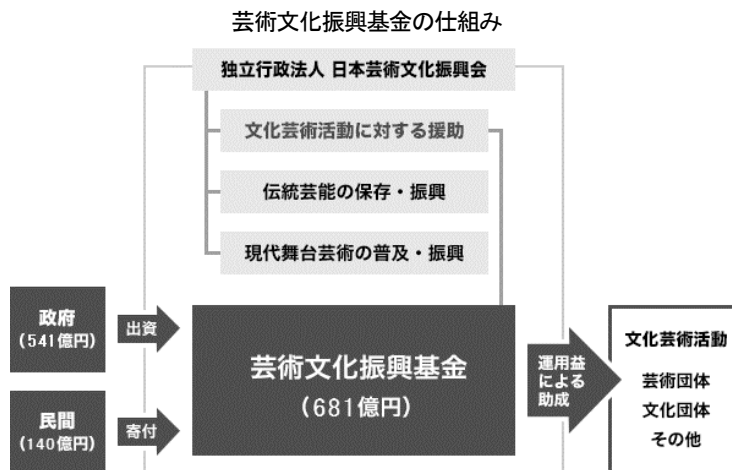 芸術文化振興基金の仕組み
独立行政法人 日本芸術文化振興会
文化芸術活動に対する援助
伝統芸能の保存・振興
現代舞台芸術の普及・振興
政府
(541億円)
出資
民間
(140億円)
寄付
芸術文化振興基金
(681億円)
運用益
による
助成
文化芸術活動
芸術団体
文化団体
その他